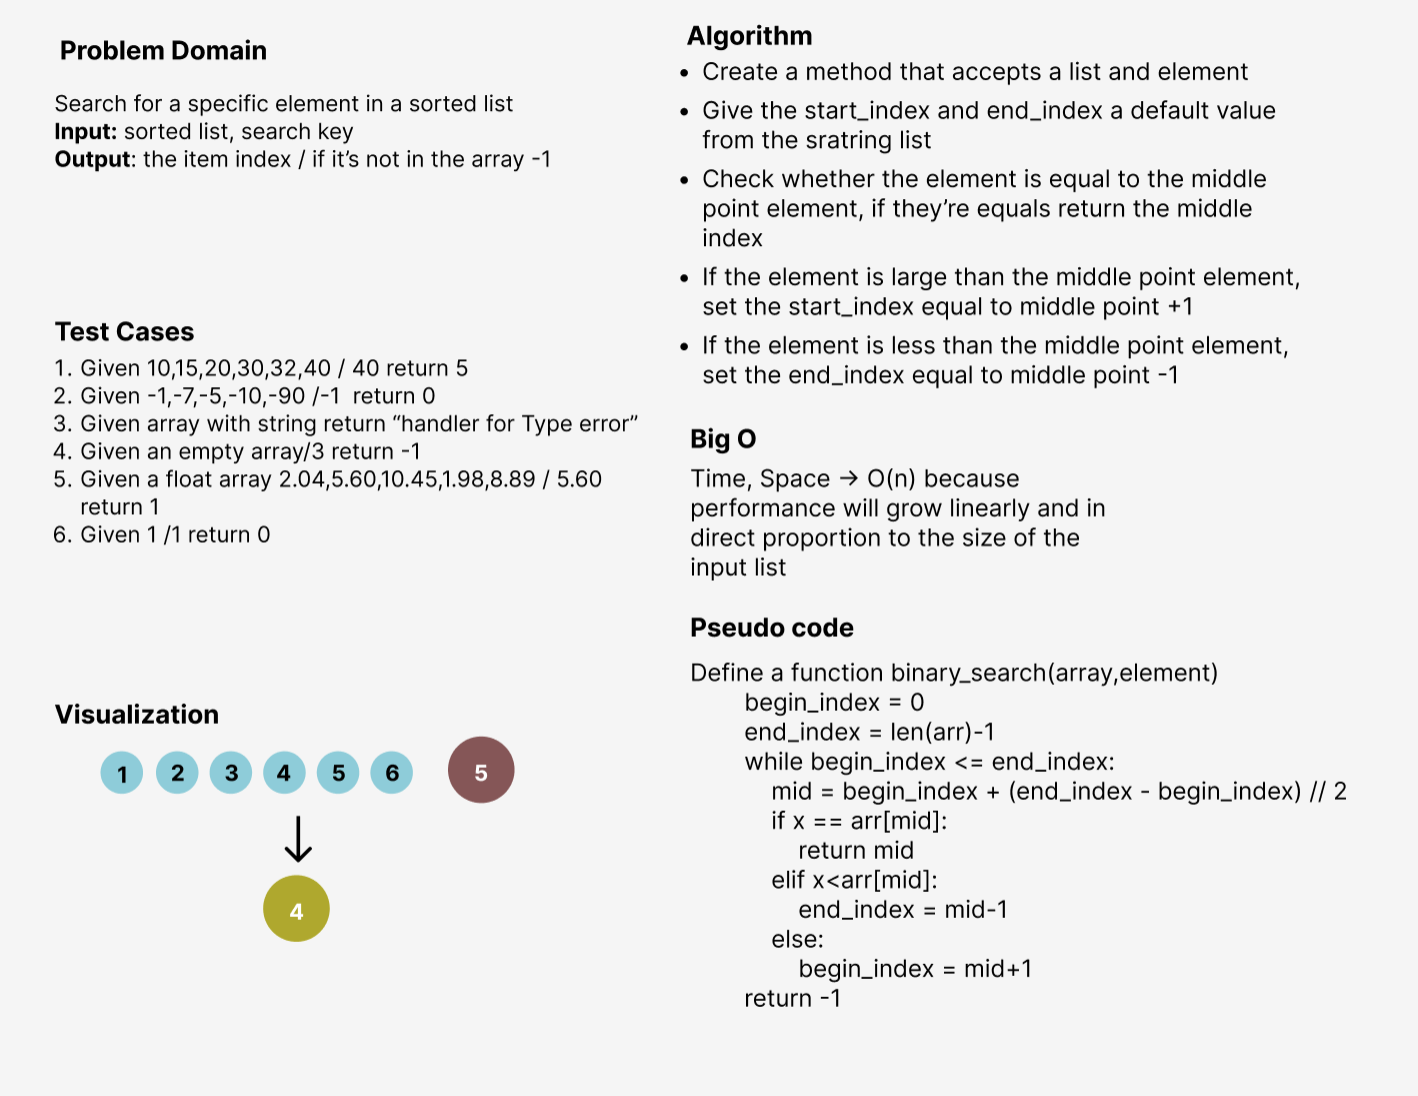 Problem Domain
Search for a specific element in a sorted list
Input: sorted list, search key
Output: the item index / if it’s not in the array -1
Test Cases
1. Given 10,15,20,30,32,40 / 40 return 5
2. Given -1,-7,-5,-10,-90 /-1  return 0
3. Given array with string return “handler for Type error”
4. Given an empty array/3 return -1
5. Given a float array 2.04,5.60,10.45,1.98,8.89 / 5.60
return 1
6. Given 1 /1 return 0
Visualization
1 2 3 4 5 6 5
4
Algorithm
• Create a method that accepts a list and element
• Give the start_index and end_index a default value
from the sratring list
• Check whether the element is equal to the middle
point element, if they’re equals return the middle
index
• If the element is large than the middle point element,
set the start_index equal to middle point +1
• If the element is less than the middle point element,
set the end_index equal to middle point -1
Big O
Time, Space → O(n) because
performance will grow linearly and in
direct proportion to the size of the
input list
Pseudo code
Define a function binary_search(array,element)
begin_index = 0
end_index = len(arr)-1
while begin_index <= end_index:
mid = begin_index + (end_index - begin_index) // 2
if x == arr[mid]:
return mid
elif x<arr[mid]:
end_index = mid-1
else:
begin_index = mid+1
return -1